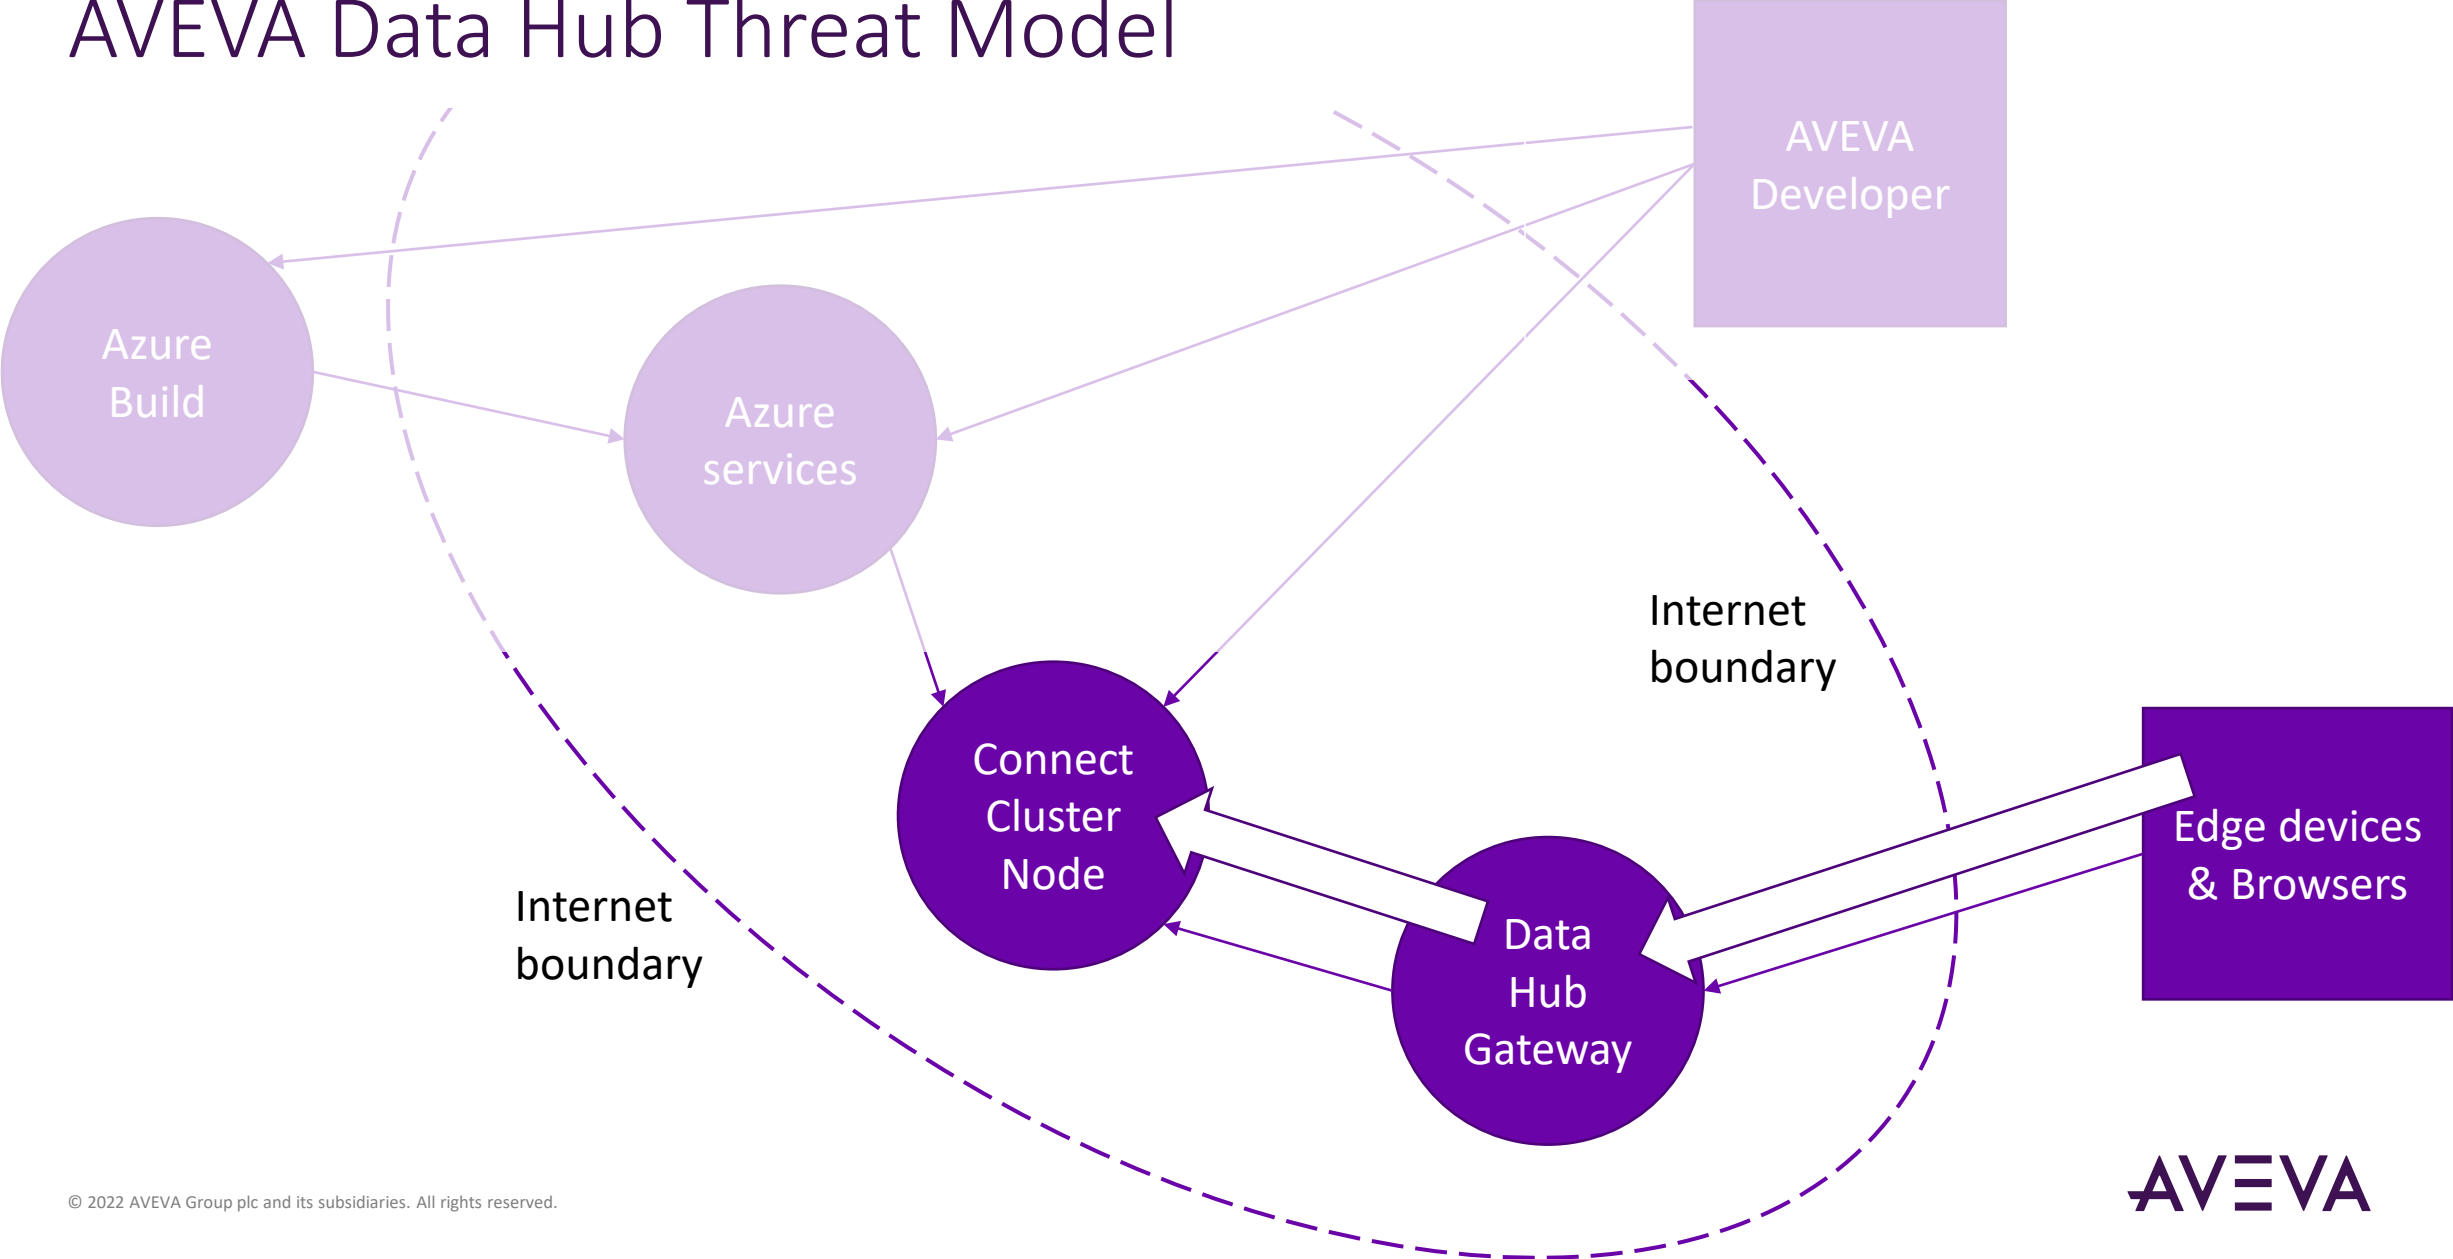 AVEVA Data Hub Threat Model
AVEVA
Developer
Azure
Build
Azure
services
Internet
boundary
Connect
Cluster
Node
Edge devices
& Browsers
Internet
boundary
Data
Hub
Gateway
© 2022 AVEVA Group plc and its subsidiaries. All rights reserved.
AVEVA